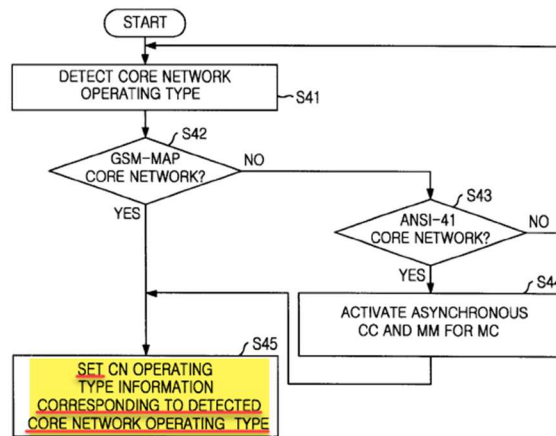 START
DETECT CORE NETWORK
OPERATING TYPE
S41
S42
GSM-MAP
CORE NETWORK?
NO
YES
S43
ANSI-41
CORE NETWORK?
NO
YES
S44
ACTIVATE ASYNCHRONOUS
CC AND MM FOR MC
S45
SET CN OPERATING
TYPE INFORMATION
CORRESPONDING TO DETECTED
CORE NETWORK OPERATING TYPE